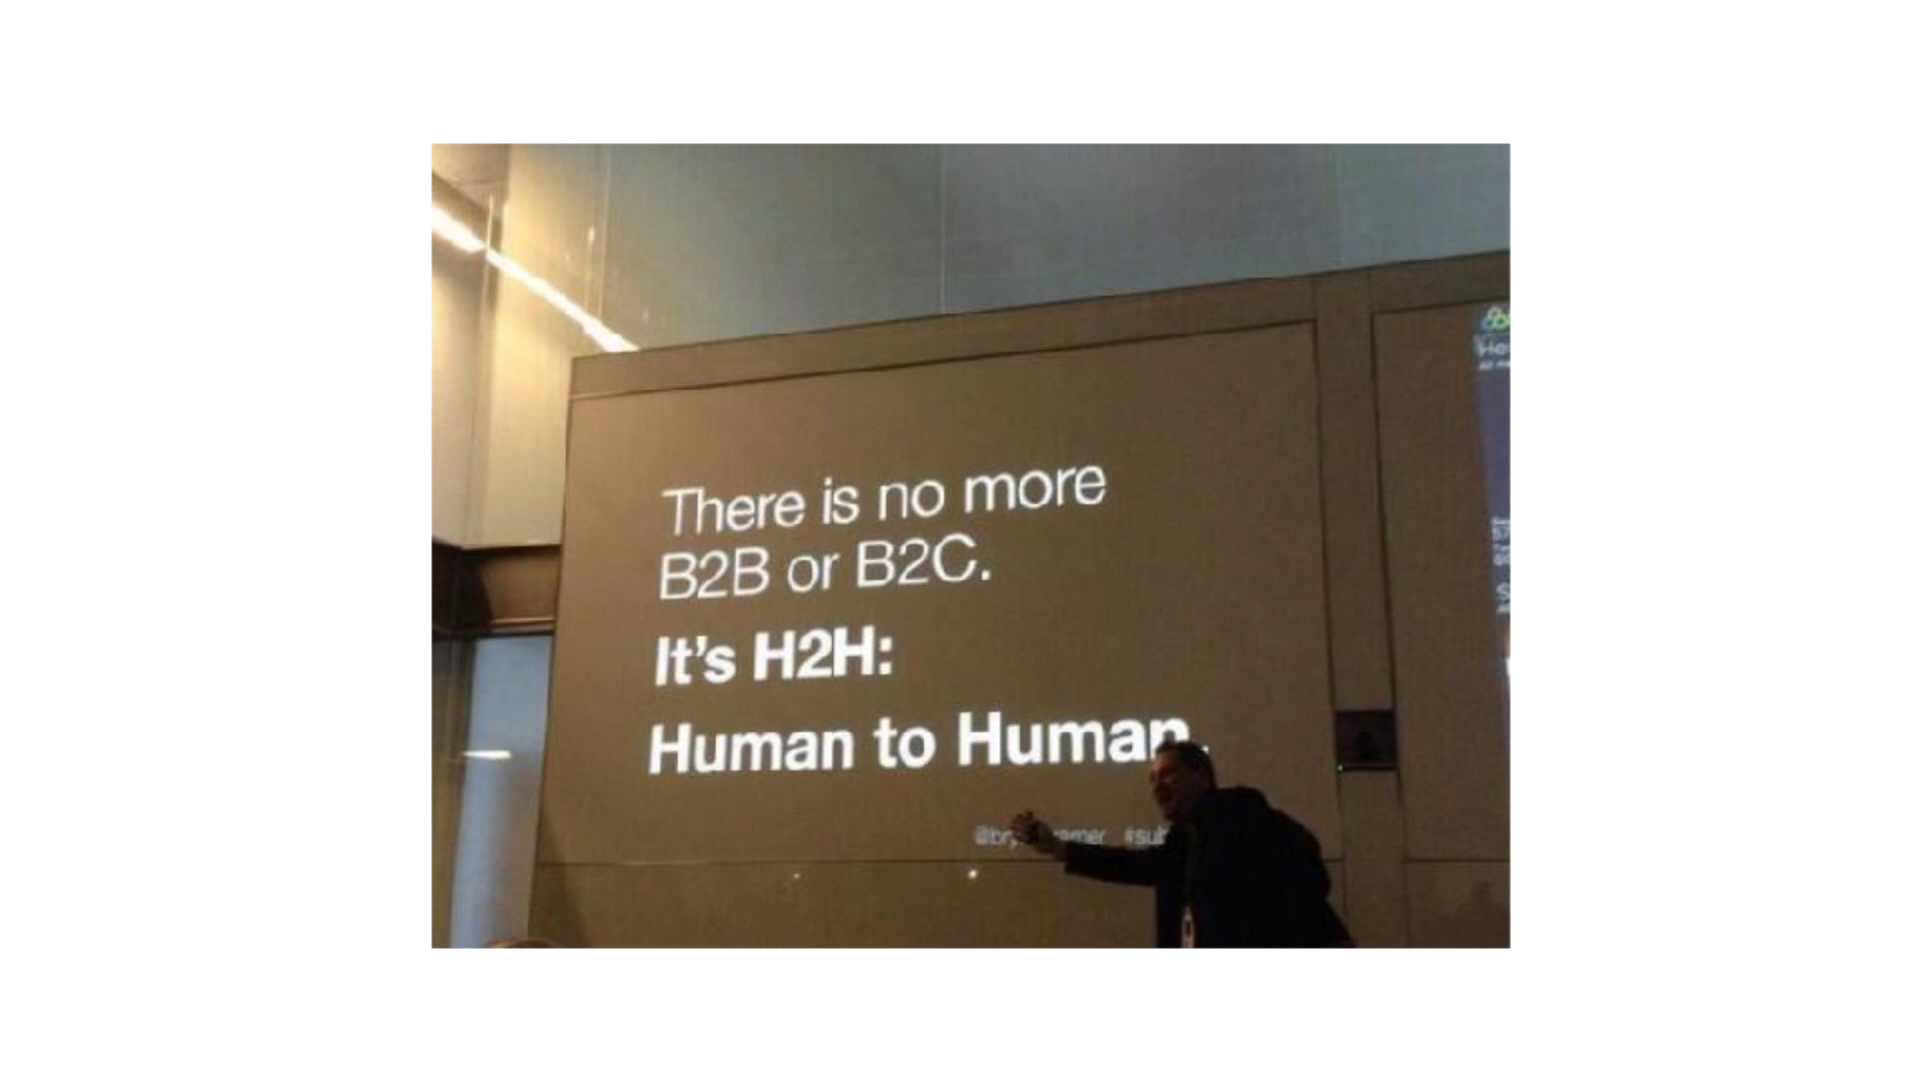 There is no more
B2B or B2C.
It's H2H:
Human to Human.